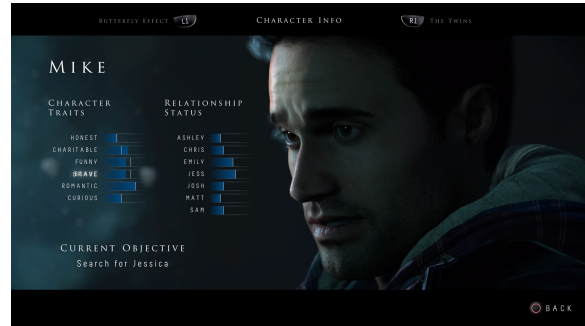 BUTTERFLY EFFECT L1
CHARACTER INFO
R1 THE TWINS
MIKE
CHARACTER
TRAITS
HONEST
CHARITABLE
FUNNY
BRAVE
ROMANTIC
CURIOUS
RELATIONSHIP
STATUS
ASHLEY
CHRIS
EMILY
JESS
JOSH
MATT
SAM
CURRENT OBJECTIVE
Search for Jessica
BACK